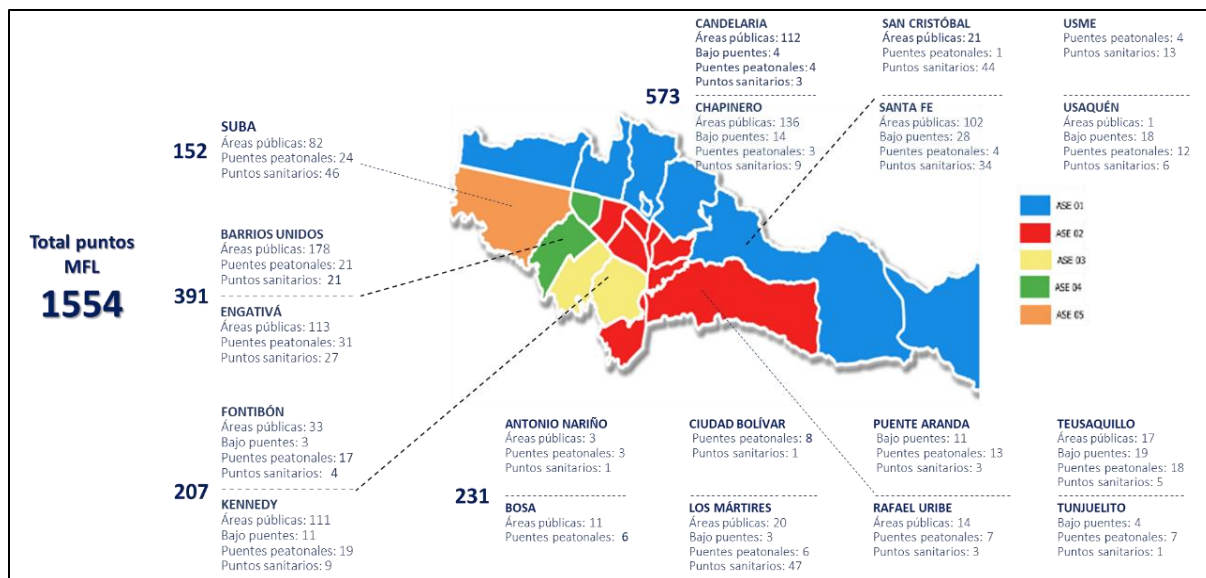 Total puntos
MFL
1554
152
SUBA
Áreas públicas: 82
Puentes peatonales: 24
Puntos sanitarios: 46
391
BARRIOS UNIDOS
Áreas públicas: 178
Puentes peatonales: 21
Puntos sanitarios: 21
ENGATIVÁ
Áreas públicas: 113
Puentes peatonales: 31
Puntos sanitarios: 27
207
FONTIBÓN
Áreas públicas: 33
Bajo puentes: 3
Puentes peatonales: 17
Puntos sanitarios: 4
KENNEDY
Áreas públicas: 111
Bajo puentes: 11
Puentes peatonales: 19
Puntos sanitarios: 9
573
CANDELARIA
Áreas públicas: 112
Bajo puentes: 4
Puentes peatonales: 4
Puntos sanitarios: 3
SAN CRISTÓBAL
Áreas públicas: 21
Puentes peatonales: 1
Puntos sanitarios: 44
USME
Puentes peatonales: 4
Puntos sanitarios: 13
CHAPINERO
Áreas públicas: 136
Bajo puentes: 14
Puentes peatonales: 3
Puntos sanitarios: 9
SANTA FE
Áreas públicas: 102
Bajo puentes: 28
Puentes peatonales: 4
Puntos sanitarios: 34
USAQUÉN
Áreas públicas: 1
Bajo puentes: 18
Puentes peatonales: 12
Puntos sanitarios: 6
ASE 01
ASE 02
ASE 03
ASE 04
ASE 05
231
ANTONIO NARIÑO
Áreas públicas: 3
Puentes peatonales: 3
Puntos sanitarios: 1
CIUDAD BOLÍVAR
Puentes peatonales: 8
Puntos sanitarios: 1
PUENTE ARANDA
Bajo puentes: 11
Puentes peatonales: 13
Puntos sanitarios: 3
TEUSAQUILLO
Áreas públicas: 17
Bajo puentes: 19
Puentes peatonales: 18
Puntos sanitarios: 5
BOSA
Áreas públicas: 11
Puentes peatonales: 6
LOS MÁRTIRES
Áreas públicas: 20
Bajo puentes: 3
Puentes peatonales: 6
Puntos sanitarios: 47
RAFAEL URIBE
Áreas públicas: 14
Puentes peatonales: 7
Puntos sanitarios: 3
TUNJUELITO
Bajo puentes: 4
Puentes peatonales: 7
Puntos sanitarios: 1